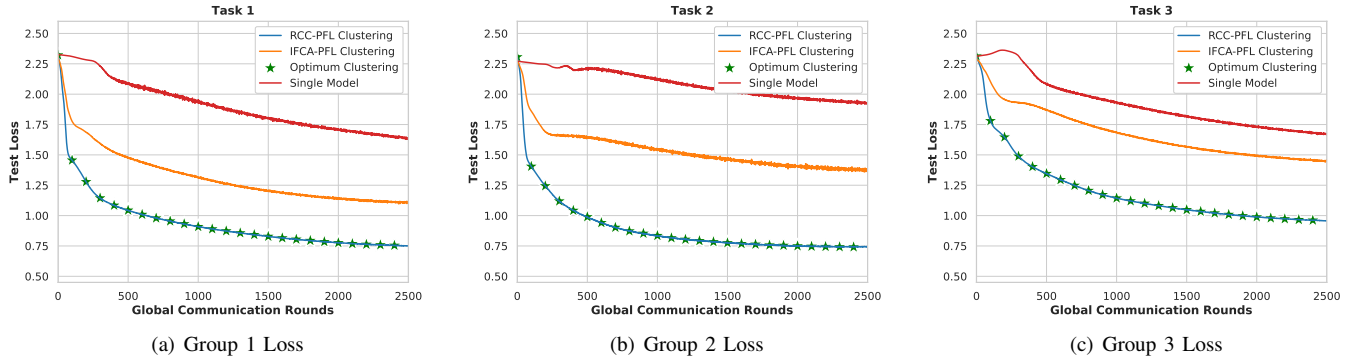 Task 1
2.50
2.25
2.00
1.75
1.50
1.25
1.00
0.75
0.50
Test Loss
RCC-PFL Clustering
IFCA-PFL Clustering
Optimum Clustering
Single Model
0 500 1000 1500 2000 2500
Global Communication Rounds
(a) Group 1 Loss
Task 2
2.50
2.25
2.00
1.75
1.50
1.25
1.00
0.75
0.50
Test Loss
RCC-PFL Clustering
IFCA-PFL Clustering
Optimum Clustering
Single Model
0 500 1000 1500 2000 2500
Global Communication Rounds
(b) Group 2 Loss
Task 3
2.50
2.25
2.00
1.75
1.50
1.25
1.00
0.75
0.50
Test Loss
RCC-PFL Clustering
IFCA-PFL Clustering
Optimum Clustering
Single Model
0 500 1000 1500 2000 2500
Global Communication Rounds
(c) Group 3 Loss